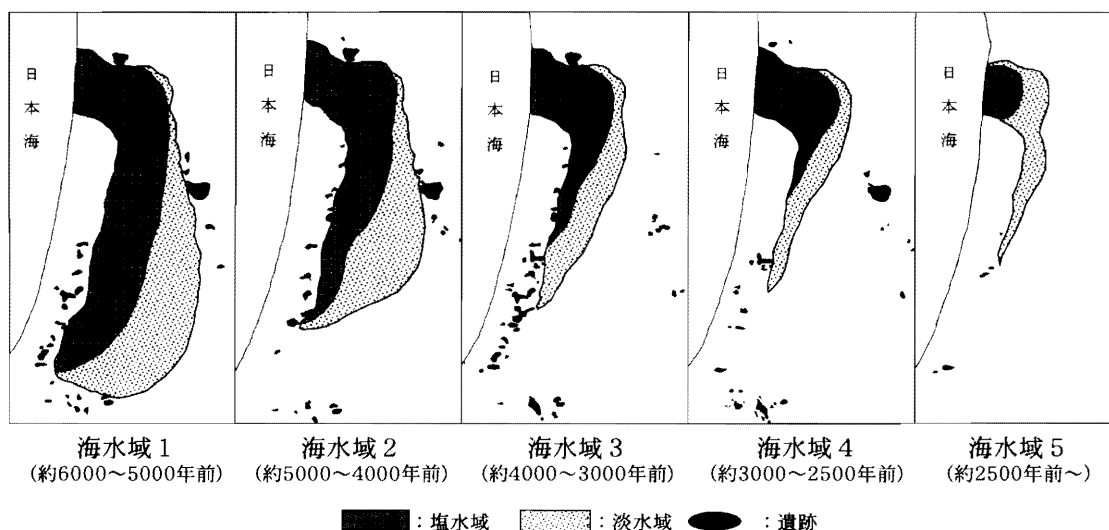 日本海
日本海
日本海
日本海
日本海
海水域1
(約6000～5000年前)
海水域2
(約5000～4000年前)
海水域3
(約4000～3000年前)
海水域4
(約3000～2500年前)
海水域5
(約2500年前～)
：塩水域 ：淡水域 ：遺跡